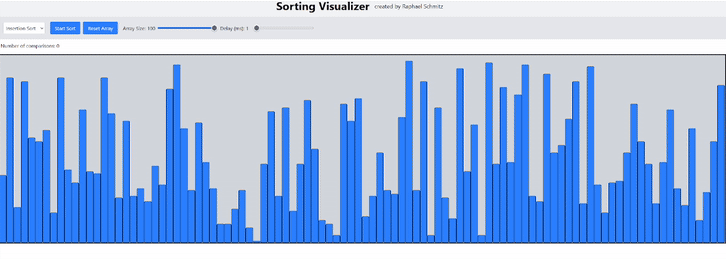 Sorting Visualizer created by Raphael Schmitz
Insertion Sort Start Sort Reset Array Array Size: 100 Delay (ms): 1
Number of comparisons: 0